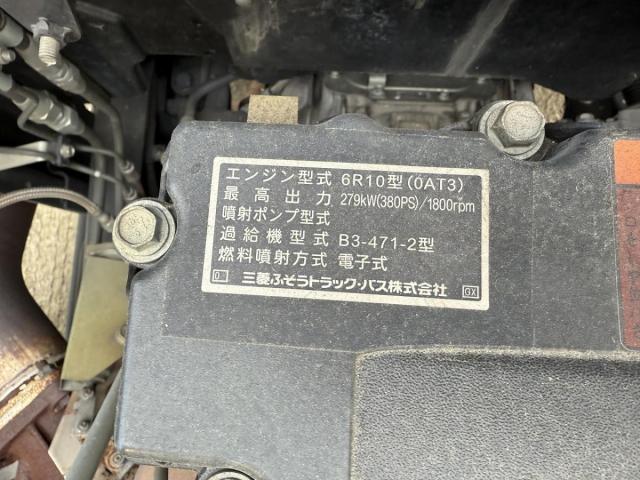 エンジン型式 6R10型(0AT3)
最高出力 279kW(380PS)/1800rpm
噴射ポンプ型式
過給機型式 B3-471-2型
燃料噴射方式 電子式
0 三菱ふそうトラック・バス株式会社 GX